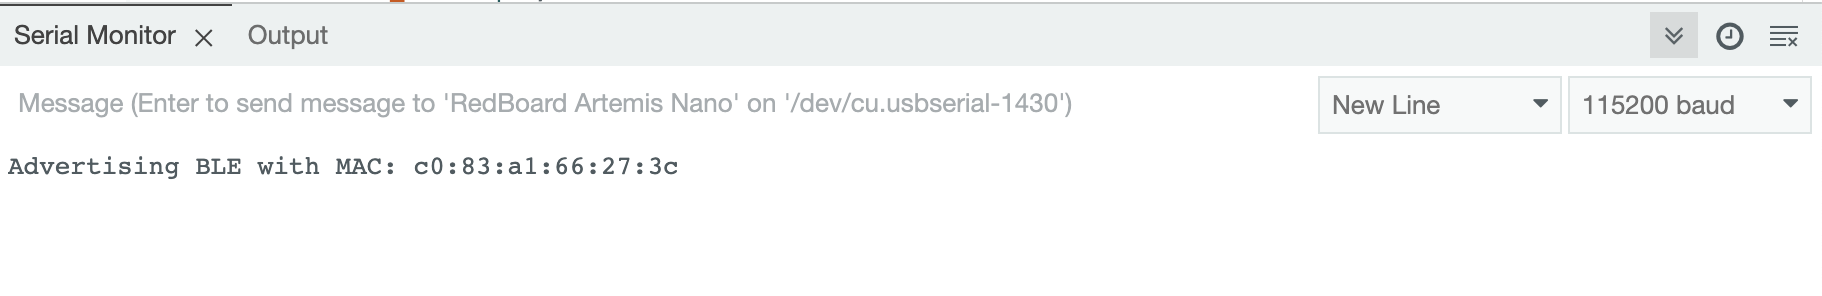 Serial Monitor Output
Message (Enter to send message to 'RedBoard Artemis Nano' on '/dev/cu.usbserial-1430')
New Line
115200 baud
Advertising BLE with MAC: c0:83:a1:66:27:3c